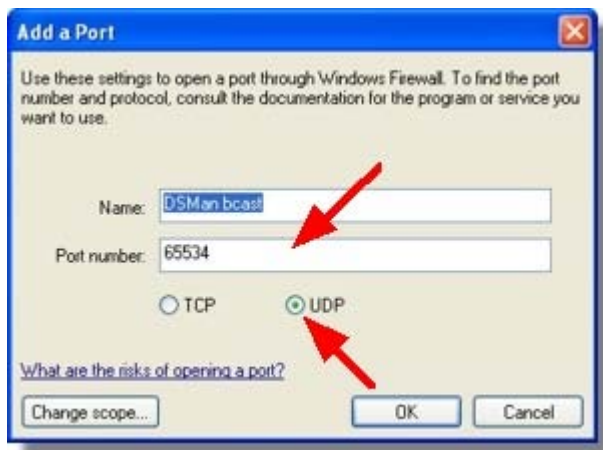 Add a Port
Use these settings to open a port through Windows Firewall. To find the port
number and protocol, consult the documentation for the program or service you
want to use.
Name: DSMan bcast
Port number: 65534
TCP UDP
What are the risks of opening a port?
Change scope... OK Cancel